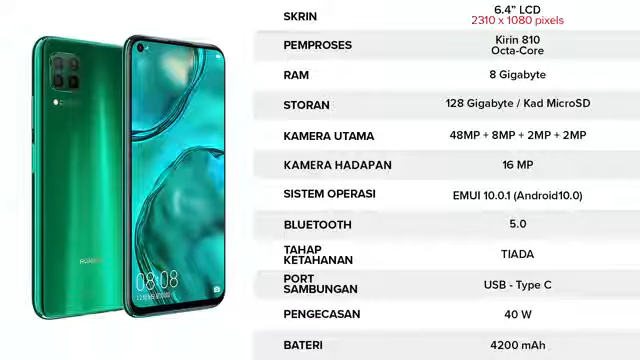 SKRIN
6.4” LCD
2310 x 1080 pixels
PEMPROSES
Kirin 810
Octa-Core
RAM
8 Gigabyte
STORAN
128 Gigabyte / Kad MicroSD
KAMERA UTAMA
48MP + 8MP + 2MP + 2MP
KAMERA HADAPAN
16 MP
SISTEM OPERASI
EMUI 10.0.1 (Android10.0)
BLUETOOTH
5.0
TAHAP
KETAHANAN
TIADA
PORT
SAMBUNGAN
USB - Type C
PENGECASAN
40 W
BATERI
4200 mAh
HUAWEI
08:08